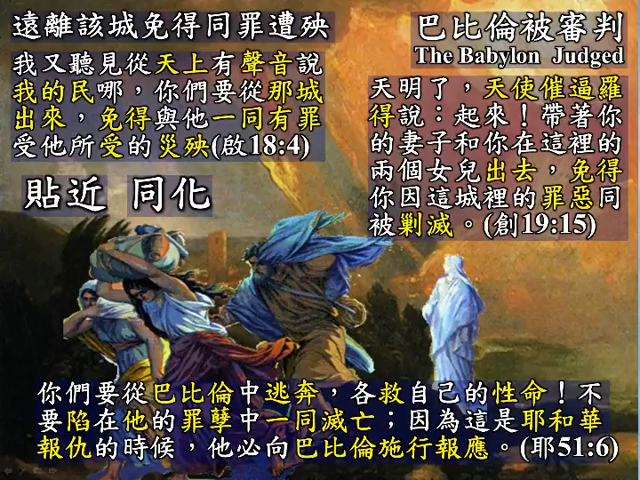 遠離該城免得同罪遭殃
巴比倫被審判
The Babylon Judged
我又聽見從天上有聲音說
我的民哪，你們要從那城
出來，免得與他一同有罪
受他所受的災殃(啟18:4)
天明了，天使催逼羅
得說：起來！帶著你
的妻子和你在這裡的
兩個女兒出去，免得
你因這城裡的罪惡同
被剿滅。(創19:15)
貼近 同化
你們要從巴比倫中逃奔，各救自己的性命！不
要陷在他的罪孽中一同滅亡；因為這是耶和華
報仇的時候，他必向巴比倫施行報應。(耶51:6)